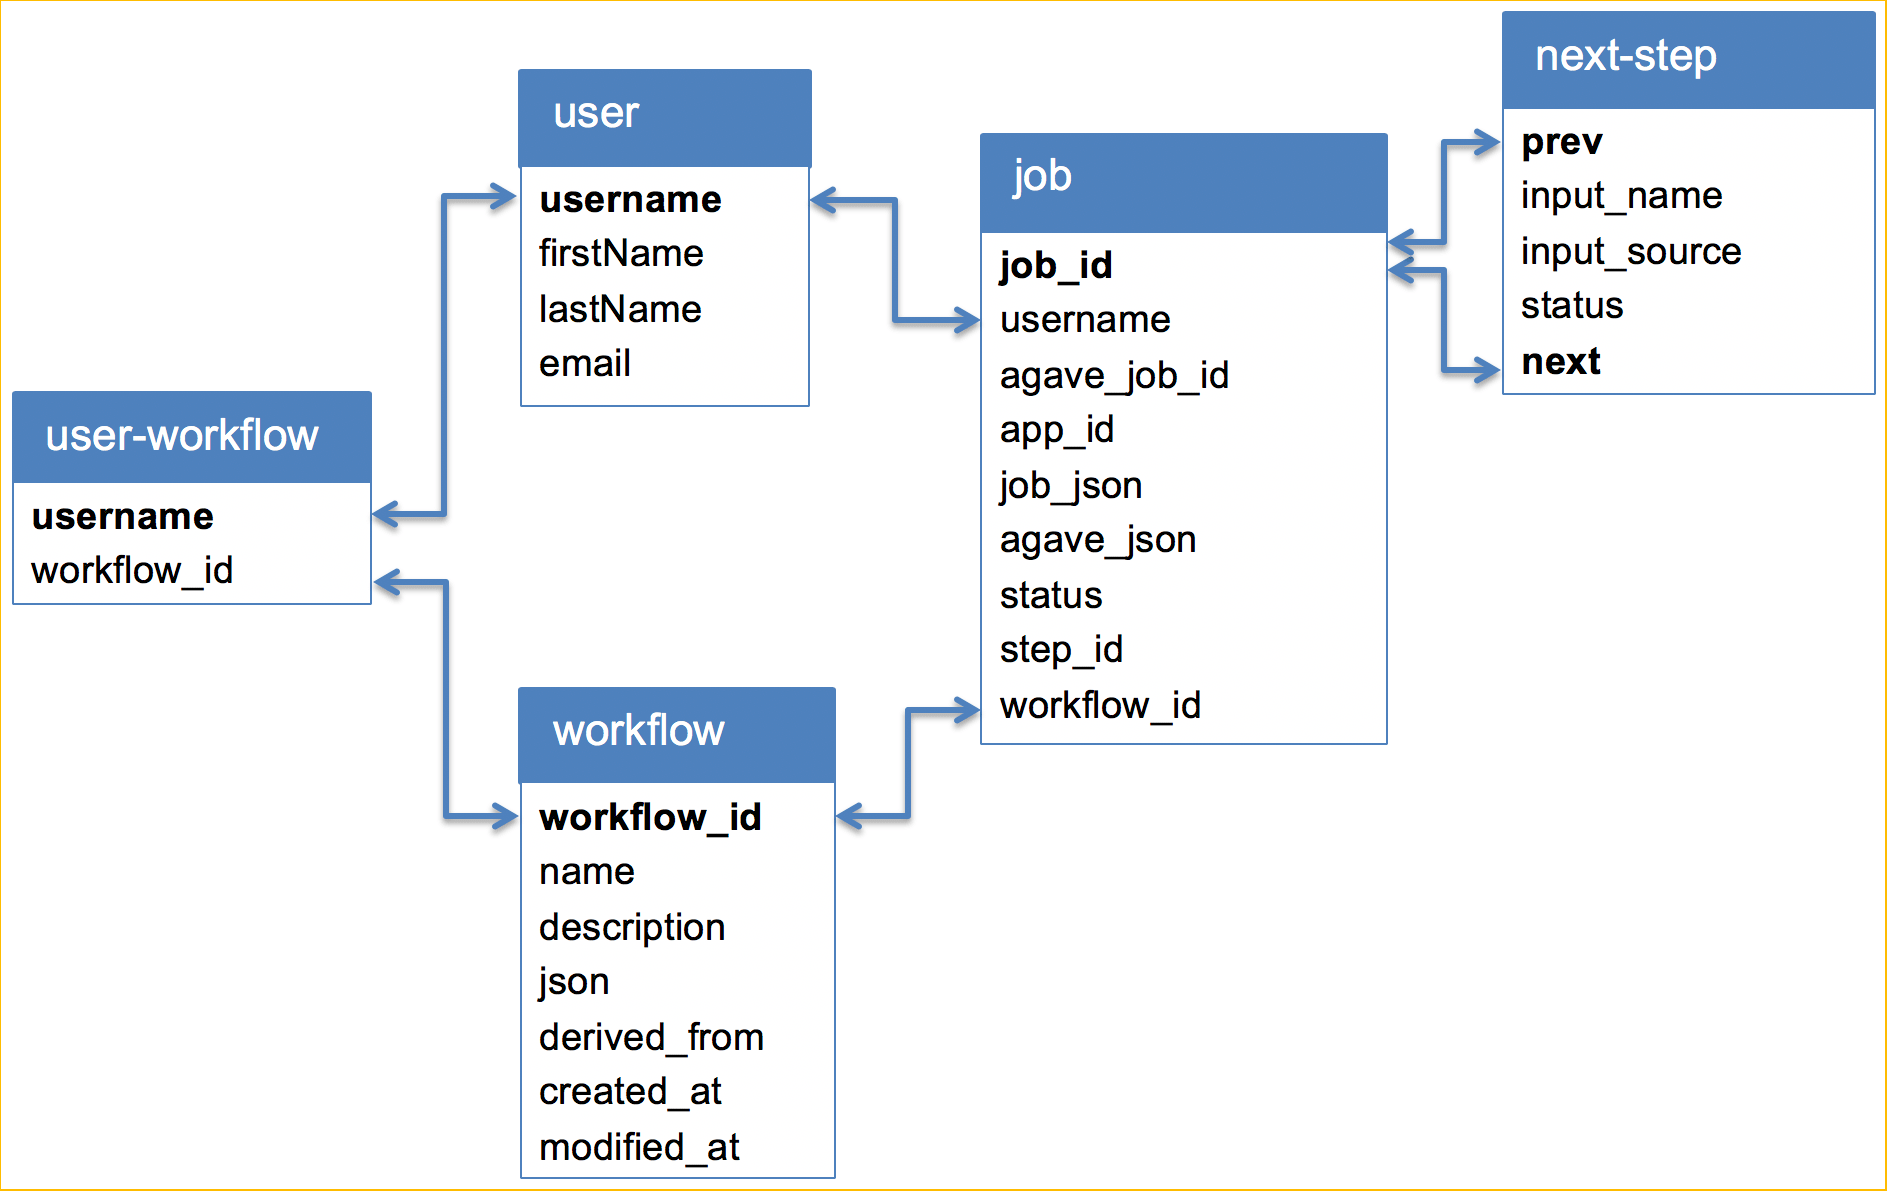 user-workflow
username
workflow_id
user
username
firstName
lastName
email
workflow
workflow_id
name
description
json
derived_from
created_at
modified_at
job
job_id
username
agave_job_id
app_id
job_json
agave_json
status
step_id
workflow_id
next-step
prev
input_name
input_source
status
next